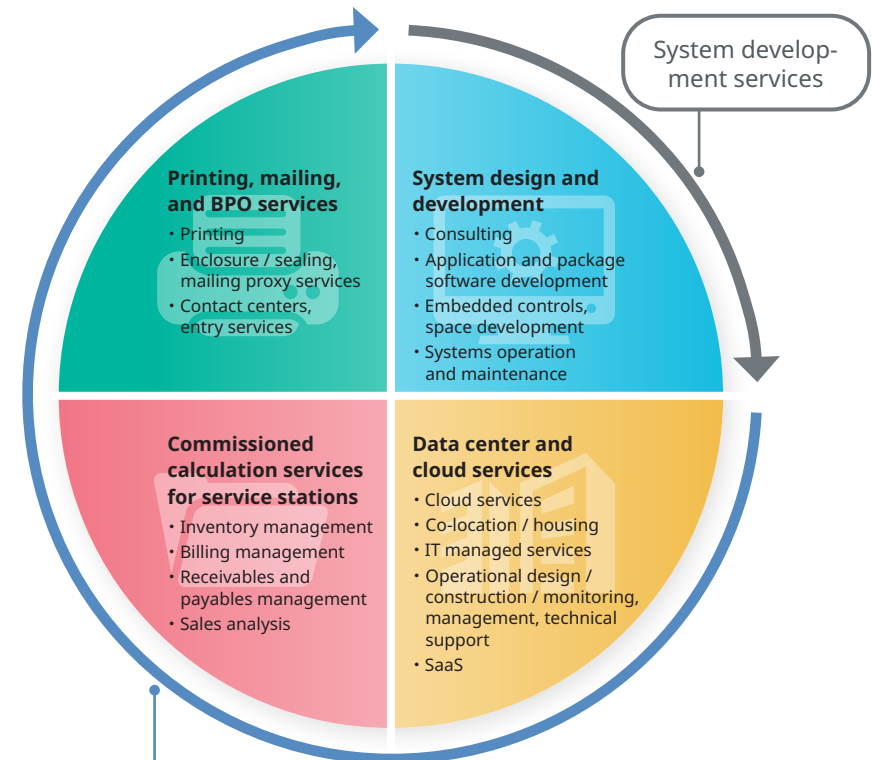 System develop-
ment services
Printing, mailing,
and BPO services
・Printing
・Enclosure / sealing,
mailing proxy services
・Contact centers,
entry services
System design and
development
・Consulting
・Application and package
software development
・Embedded controls,
space development
・Systems operation
and maintenance
Commissioned
calculation services
for service stations
・Inventory management
・Billing management
・Receivables and
payables management
・Sales analysis
Data center and
cloud services
・Cloud services
・Co-location / housing
・IT managed services
・Operational design /
construction / monitoring,
management, technical
support
・SaaS